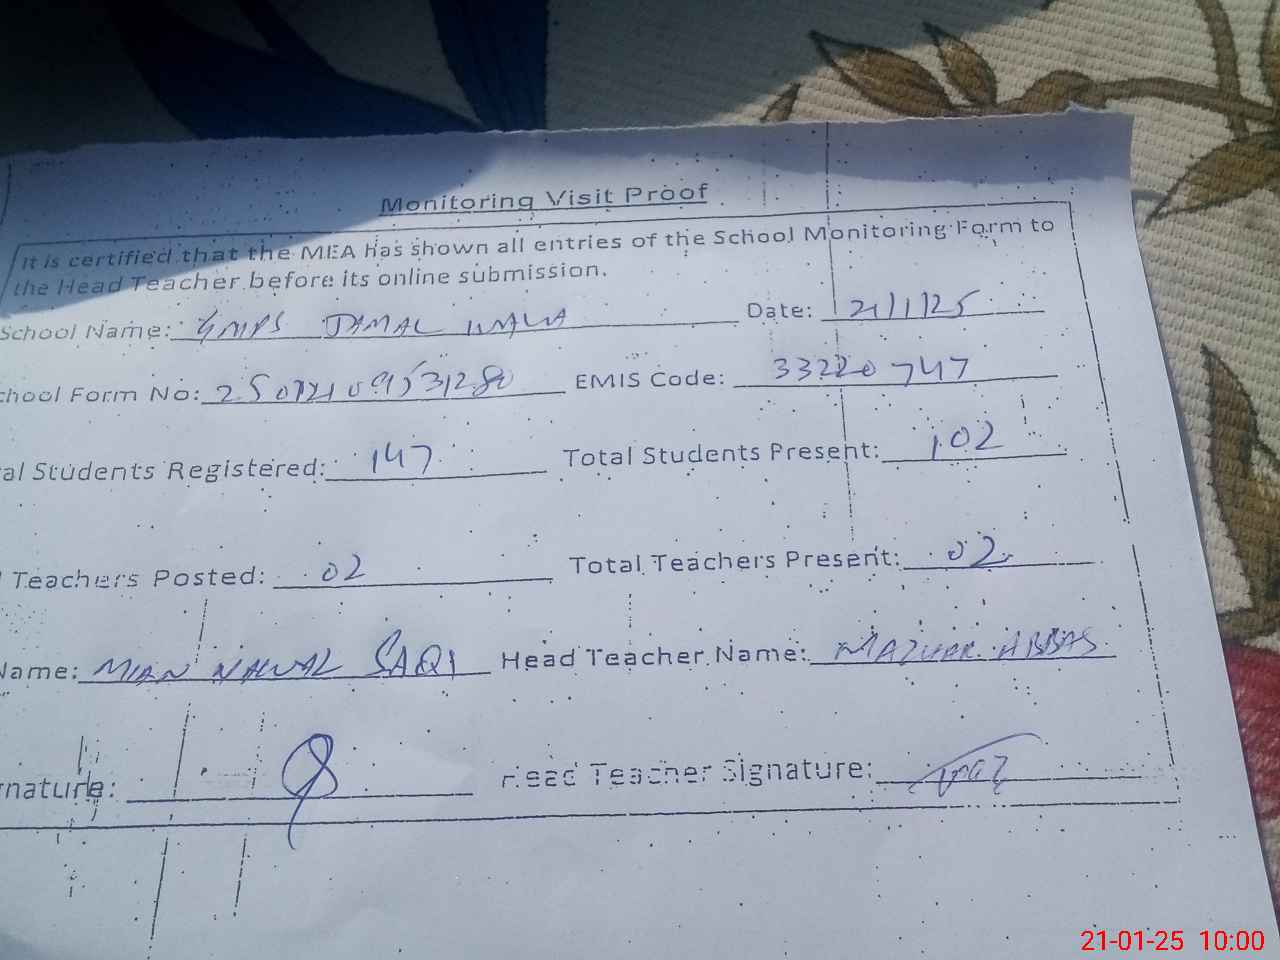 Monitoring Visit Proof
It is certified that the MEA has shown all entries of the School Monitoring Form to
the Head Teacher before its online submission.
School Name: GMPS JAMAL WALA Date: 21/1/25
chool Form No: EMIS Code: 33220747
al Students Registered: 147 Total Students Present: 102
Teachers Posted: 02 Total Teachers Present: 02
Name: MIAN NAWAL SAQI Head Teacher Name: MAZHAR ABBAS
nature: Head Teacher Signature:
21-01-25 10:00